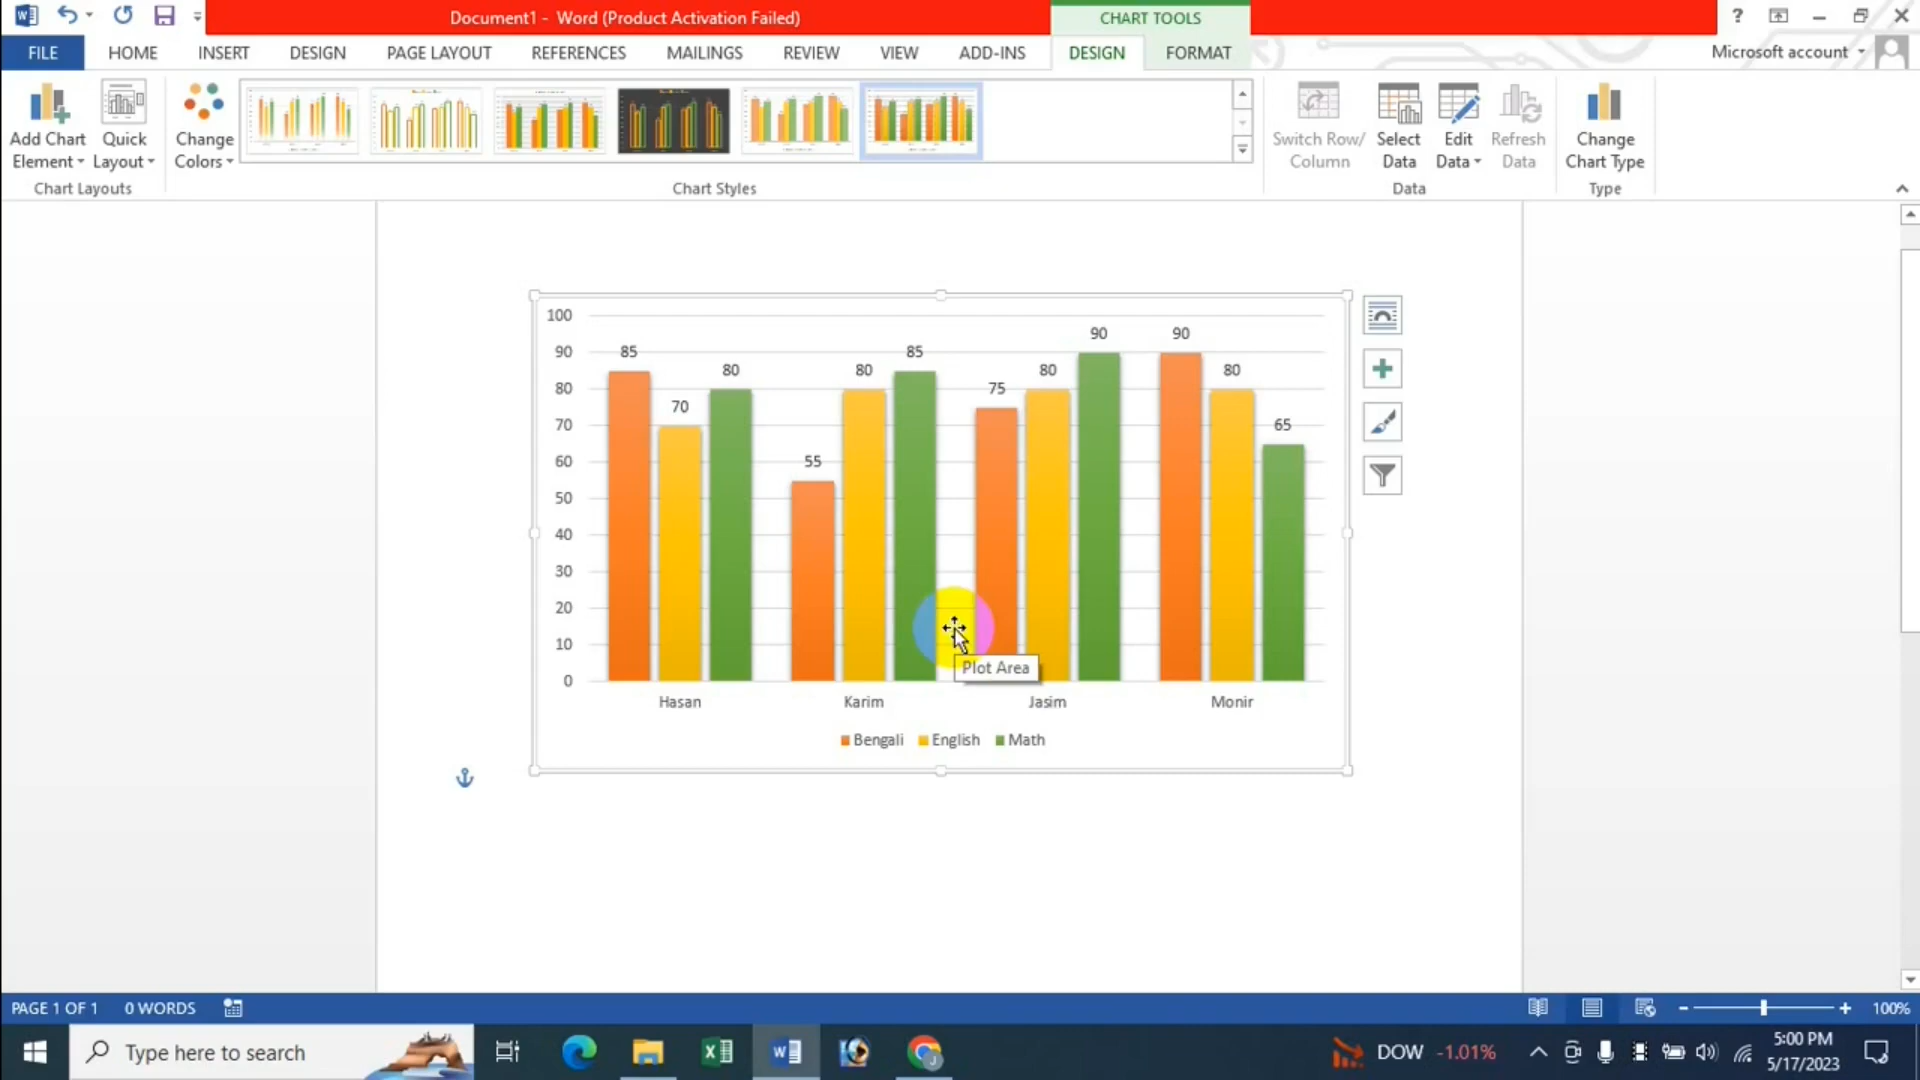 Document1 - Word (Product Activation Failed)
CHART TOOLS
?
FILE HOME INSERT DESIGN PAGE LAYOUT REFERENCES MAILINGS REVIEW VIEW ADD-INS DESIGN FORMAT Microsoft account
Add Chart Element
Quick Layout
Change Colors
Switch Row/ Column
Select Data
Edit Data
Refresh Data
Change Chart Type
Chart Layouts Chart Styles Data Type
100
90
80
70
60
50
40
30
20
10
0
85 70 80
55 80 85
75 80 90
90 80 65
Plot Area
Hasan Karim Jasim Monir
Bengali English Math
PAGE 1 OF 1 0 WORDS 100%
Type here to search
DOW -1.01%
5:00 PM
5/17/2023